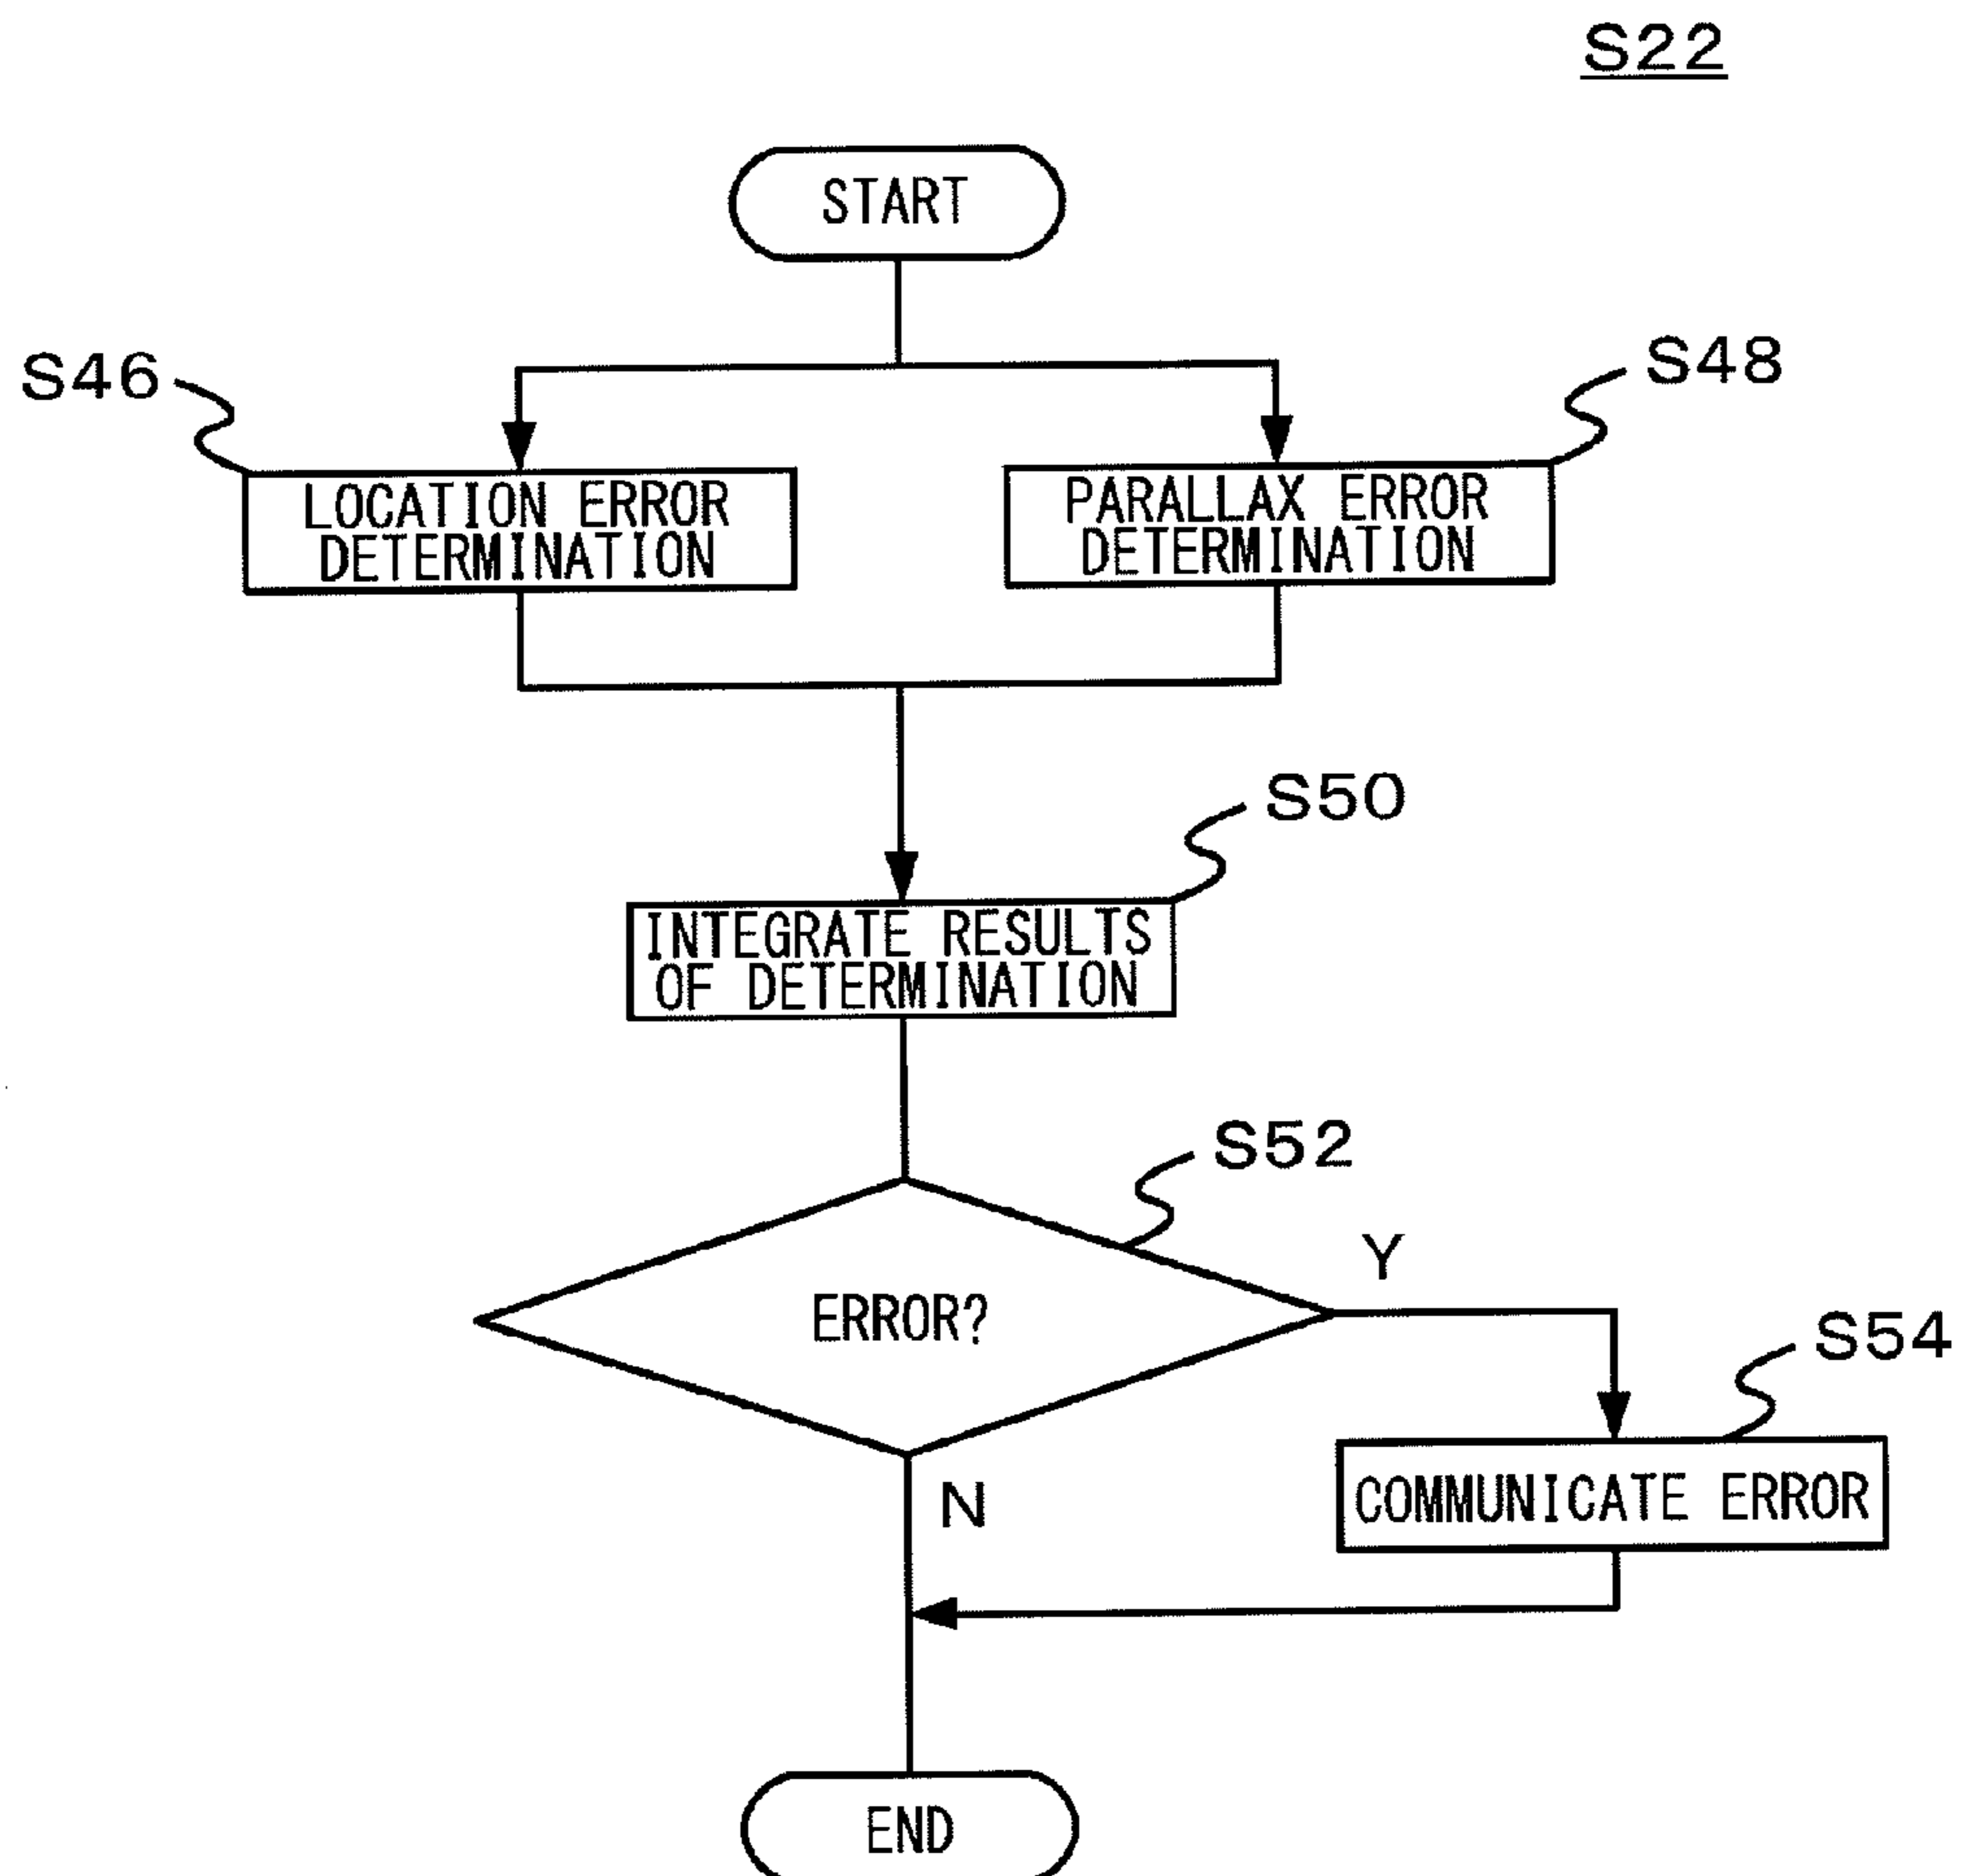 S22
START
S46
S48
LOCATION ERROR
DETERMINATION
PARALLAX ERROR
DETERMINATION
S50
INTEGRATE RESULTS
OF DETERMINATION
S52
Y
ERROR?
S54
N
COMMUNICATE ERROR
END